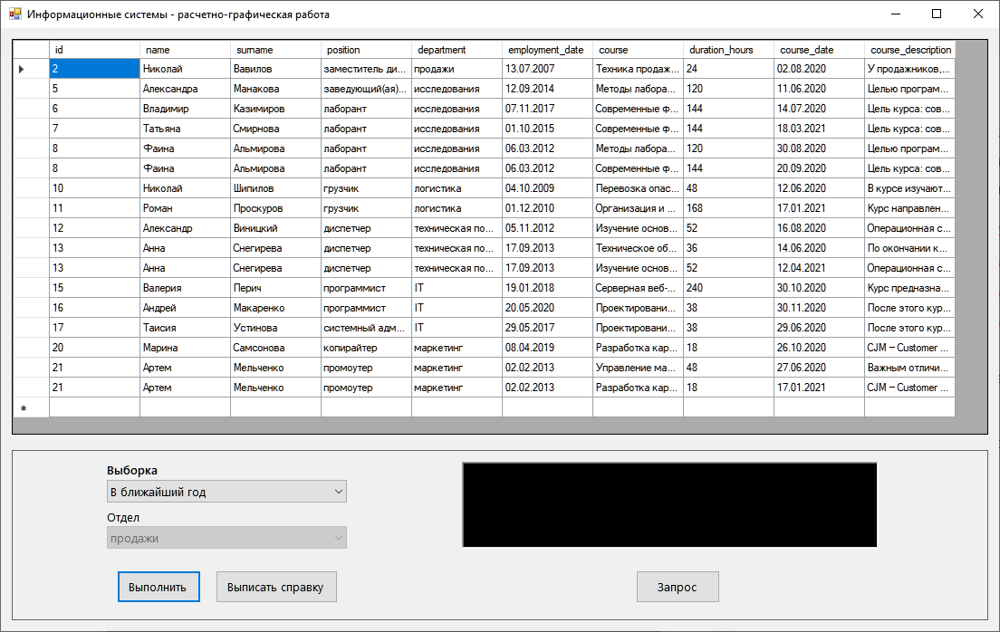 Информационные системы - расчетно-графическая работа
id name surname position department employment_date course duration_hours course_date course_description
2 Николай Вавилов заместитель ди... продажи 13.07.2007 Техника продаж... 24 02.08.2020 У продажников,...
5 Александра Манакова заведующий(ая)... исследования 12.09.2014 Методы лабора... 120 11.06.2020 Целью програм...
6 Владимир Казимиров лаборант исследования 07.11.2017 Современные ф... 144 14.07.2020 Цель курса: сов...
7 Татьяна Смирнова лаборант исследования 01.10.2015 Современные ф... 144 18.03.2021 Цель курса: сов...
8 Фаина Альмирова лаборант исследования 06.03.2012 Методы лабора... 120 30.08.2020 Целью програм...
8 Фаина Альмирова лаборант исследования 06.03.2012 Современные ф... 144 20.09.2020 Цель курса: сов...
10 Николай Шипилов грузчик логистика 04.10.2009 Перевозка опас... 48 12.06.2020 В курсе изучают...
11 Роман Проскуров грузчик логистика 01.12.2010 Организация и ... 168 17.01.2021 Курс направлен...
12 Александр Виницкий диспетчер техническая по... 05.11.2012 Изучение основ... 52 16.08.2020 Операционная с...
13 Анна Снегирева диспетчер техническая по... 17.09.2013 Техническое об... 36 14.06.2020 По окончании к...
13 Анна Снегирева диспетчер техническая по... 17.09.2013 Изучение основ... 52 12.04.2021 Операционная с...
15 Валерия Перич программист IT 19.01.2018 Серверная веб-... 240 30.10.2020 Курс предназна...
16 Андрей Макаренко программист IT 20.05.2020 Проектировани... 38 30.11.2020 После этого кур...
17 Таисия Устинова системный адм... IT 29.05.2017 Проектировани... 38 29.06.2020 После этого кур...
20 Марина Самсонова копирайтер маркетинг 08.04.2019 Разработка кар... 18 26.10.2020 CJM – Customer ...
21 Артем Мельченко промоутер маркетинг 02.02.2013 Управление ма... 48 27.06.2020 Важным отличи...
21 Артем Мельченко промоутер маркетинг 02.02.2013 Разработка кар... 18 17.01.2021 CJM – Customer ...
Выборка
В ближайший год
Отдел
продажи
Выполнить Выписать справку Запрос